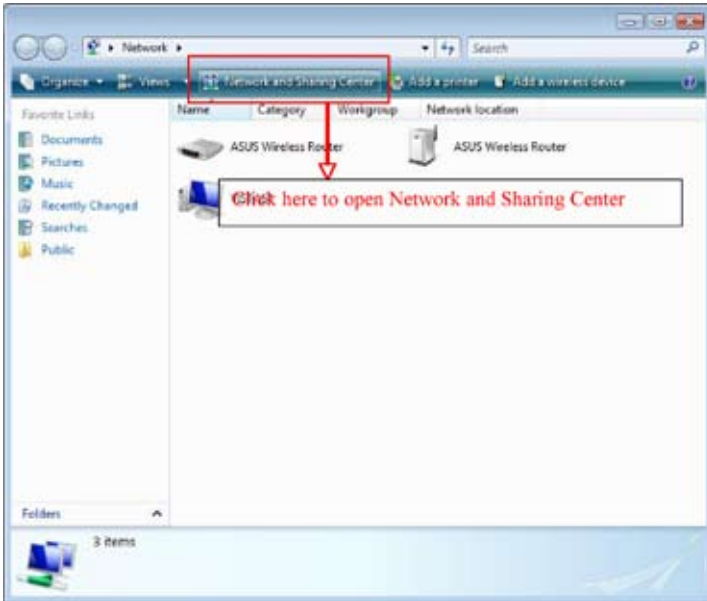 Network
Search
Organize Views Network and Sharing Center Add a printer Add a wireless device
Favorite Links
Name Category Workgroup Network location
Documents
Pictures
Music
Recently Changed
Searches
Public
ASUS Wireless Router
ASUS Wireless Router
Click here to open Network and Sharing Center
Folders
3 items